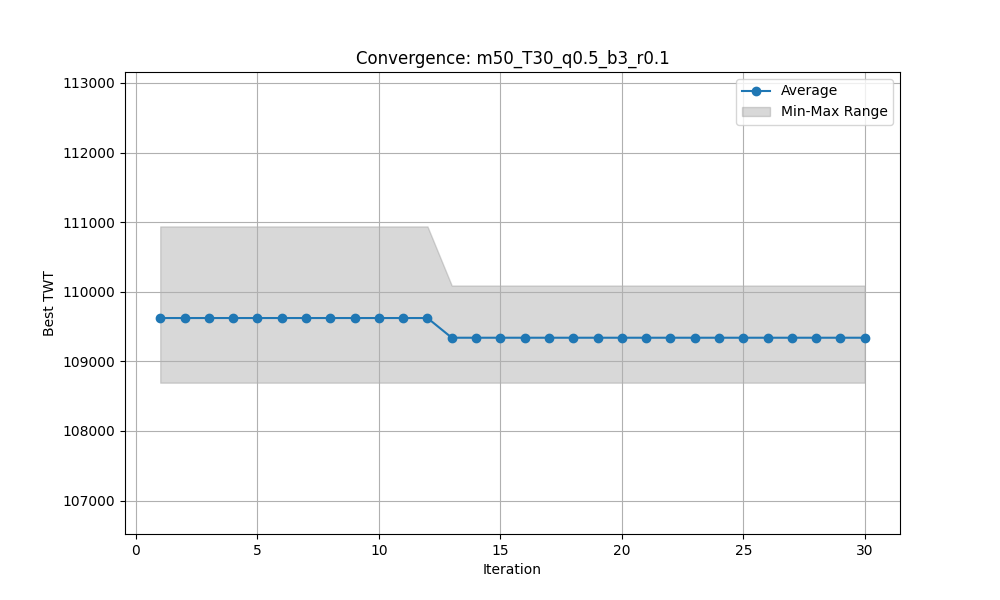 Convergence: m50_T30_q0.5_b3_r0.1
113000
112000
111000
110000
109000
108000
107000
Best TWT
Average
Min-Max Range
0 5 10 15 20 25 30
Iteration